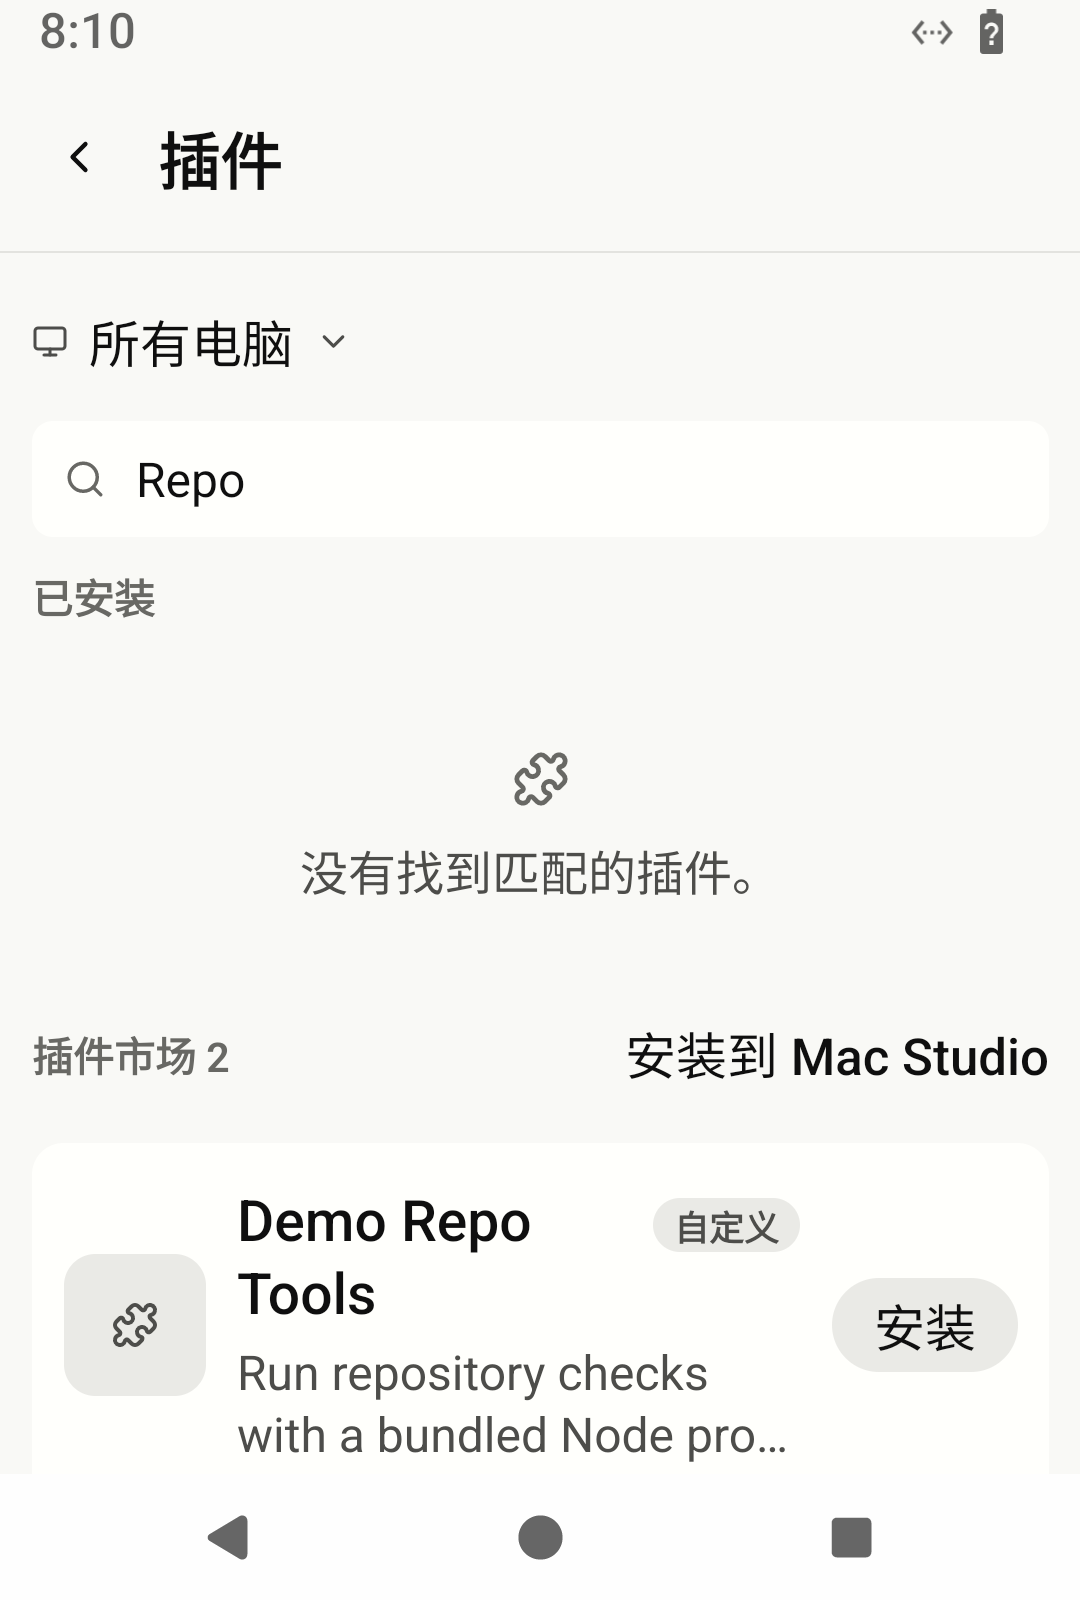 8:10
插件
所有电脑
Repo
已安装
没有找到匹配的插件。
插件市场 2
安装到 Mac Studio
Demo Repo
Tools
自定义
安装
Run repository checks
with a bundled Node pro...